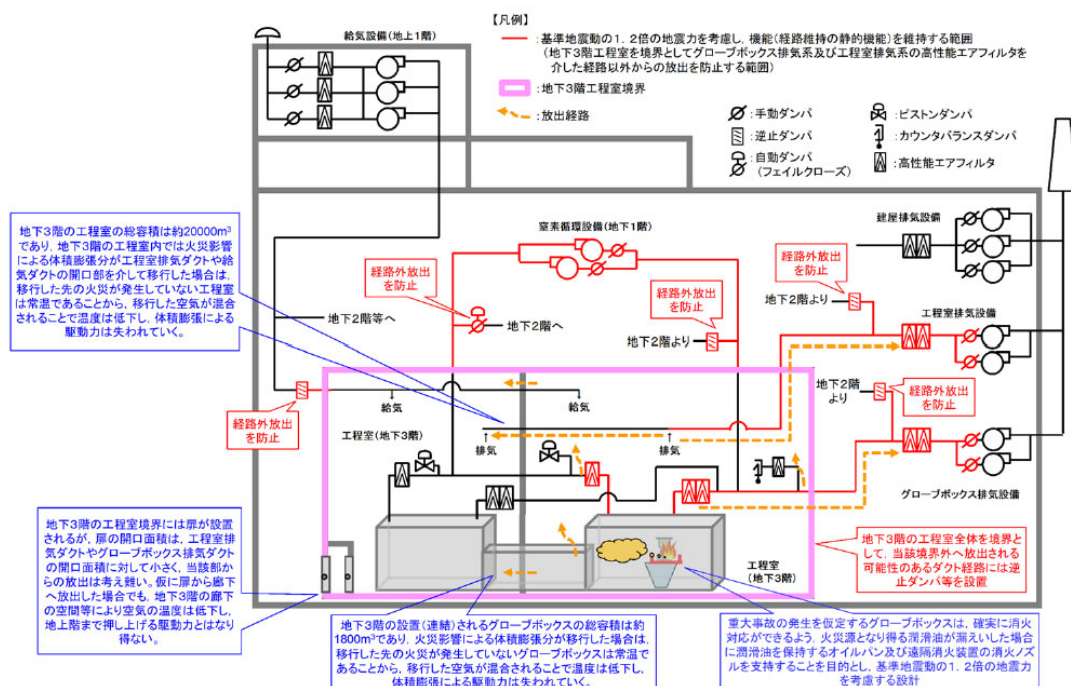 【凡例】
：基準地震動の1．2倍の地震力を考慮し，機能（経路維持の静的機能）を維持する範囲
（地下3階工程室を境界としてグローブボックス排気系及び工程室排気系の高性能エアフィルタを
介した経路以外からの放出を防止する範囲）
：地下3階工程室境界
：放出経路
：手動ダンパ
：逆止ダンパ
：自動ダンパ
（フェイルクローズ）
：ピストンダンパ
：カウンタバランスダンパ
：高性能エアフィルタ
給気設備（地上1階）
地下3階の工程室の総容積は約20000m³
であり，地下3階の工程室内では火災影響
による体積膨張分が工程室排気ダクトや給
気ダクトの開口部を介して移行した場合は，
移行した先の火災が発生していない工程室
は常温であることから，移行した空気が混合
されることで温度は低下し，体積膨張による
駆動力は失われていく。
窒素循環設備（地下1階）
建屋排気設備
経路外放出
を防止
地下2階等へ
地下2階へ
経路外放出
を防止
地下2階より
経路外放出
を防止
地下2階より
工程室排気設備
地下2階
より
経路外放出
を防止
経路外放出
を防止
給気
給気
工程室（地下3階）
排気
排気
グローブボックス排気設備
地下3階の工程室境界には扉が設置
されるが，扉の開口面積は，工程室排
気ダクトやグローブボックス排気ダクト
の開口面積に対して小さく，当該部か
らの放出は考え難い。仮に扉から廊下
へ放出した場合でも，地下3階の廊下
の空間等により空気の温度は低下し，
地上階まで押し上げる駆動力とはなり
得ない。
工程室
（地下3階）
地下3階の工程室全体を境界と
して，当該境界外へ放出される
可能性のあるダクト経路には逆
止ダンパ等を設置
地下3階の設置（連結）されるグローブボックスの総容積は約
1800m³であり，火災影響による体積膨張分が移行した場合は，
移行した先の火災が発生していないグローブボックスは常温で
あることから，移行した空気が混合されることで温度は低下し，
体積膨張による駆動力は失われていく。
重大事故の発生を仮定するグローブボックスは，確実に消火
対応ができるよう，火災源となり得る潤滑油が漏えいした場合
に潤滑油を保持するオイルパン及び遠隔消火装置の消火ノズ
ルを支持することを目的とし，基準地震動の1．2倍の地震力
を考慮する設計